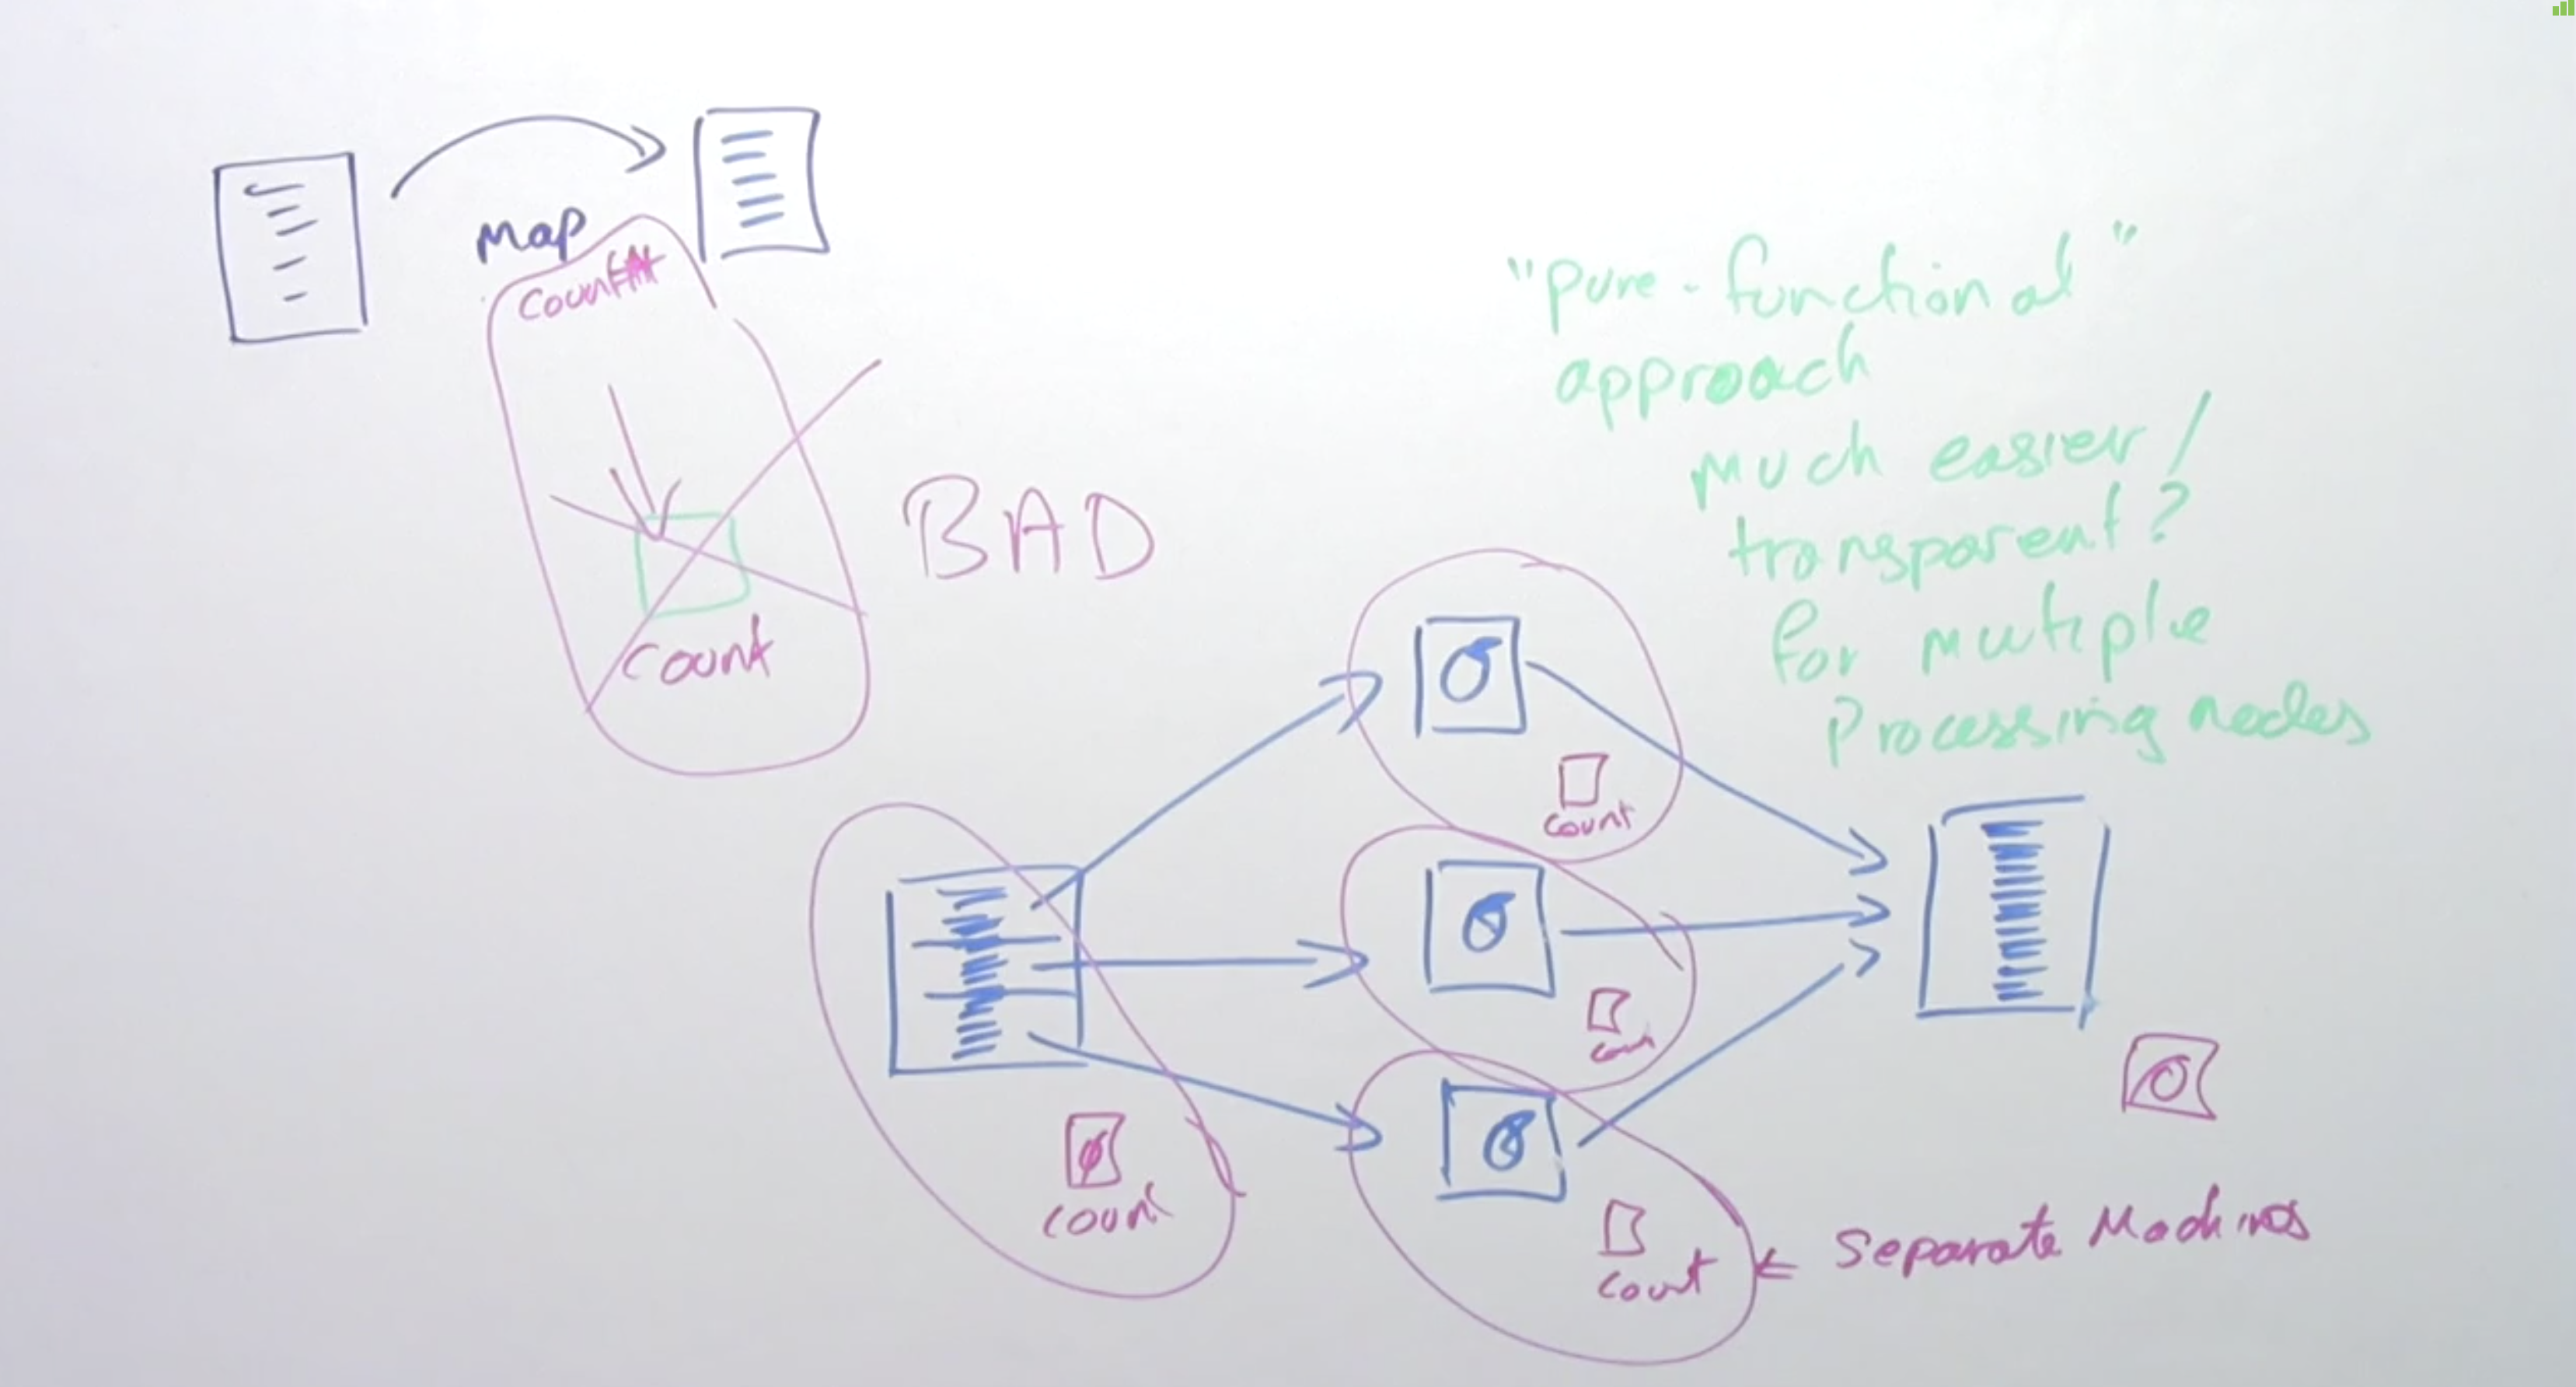 Map
Count++
count
BAD
"pure-functional"
approach
much easier/
transparent?
for multiple
Processing nodes
count
coun
count
count
Separate Machines